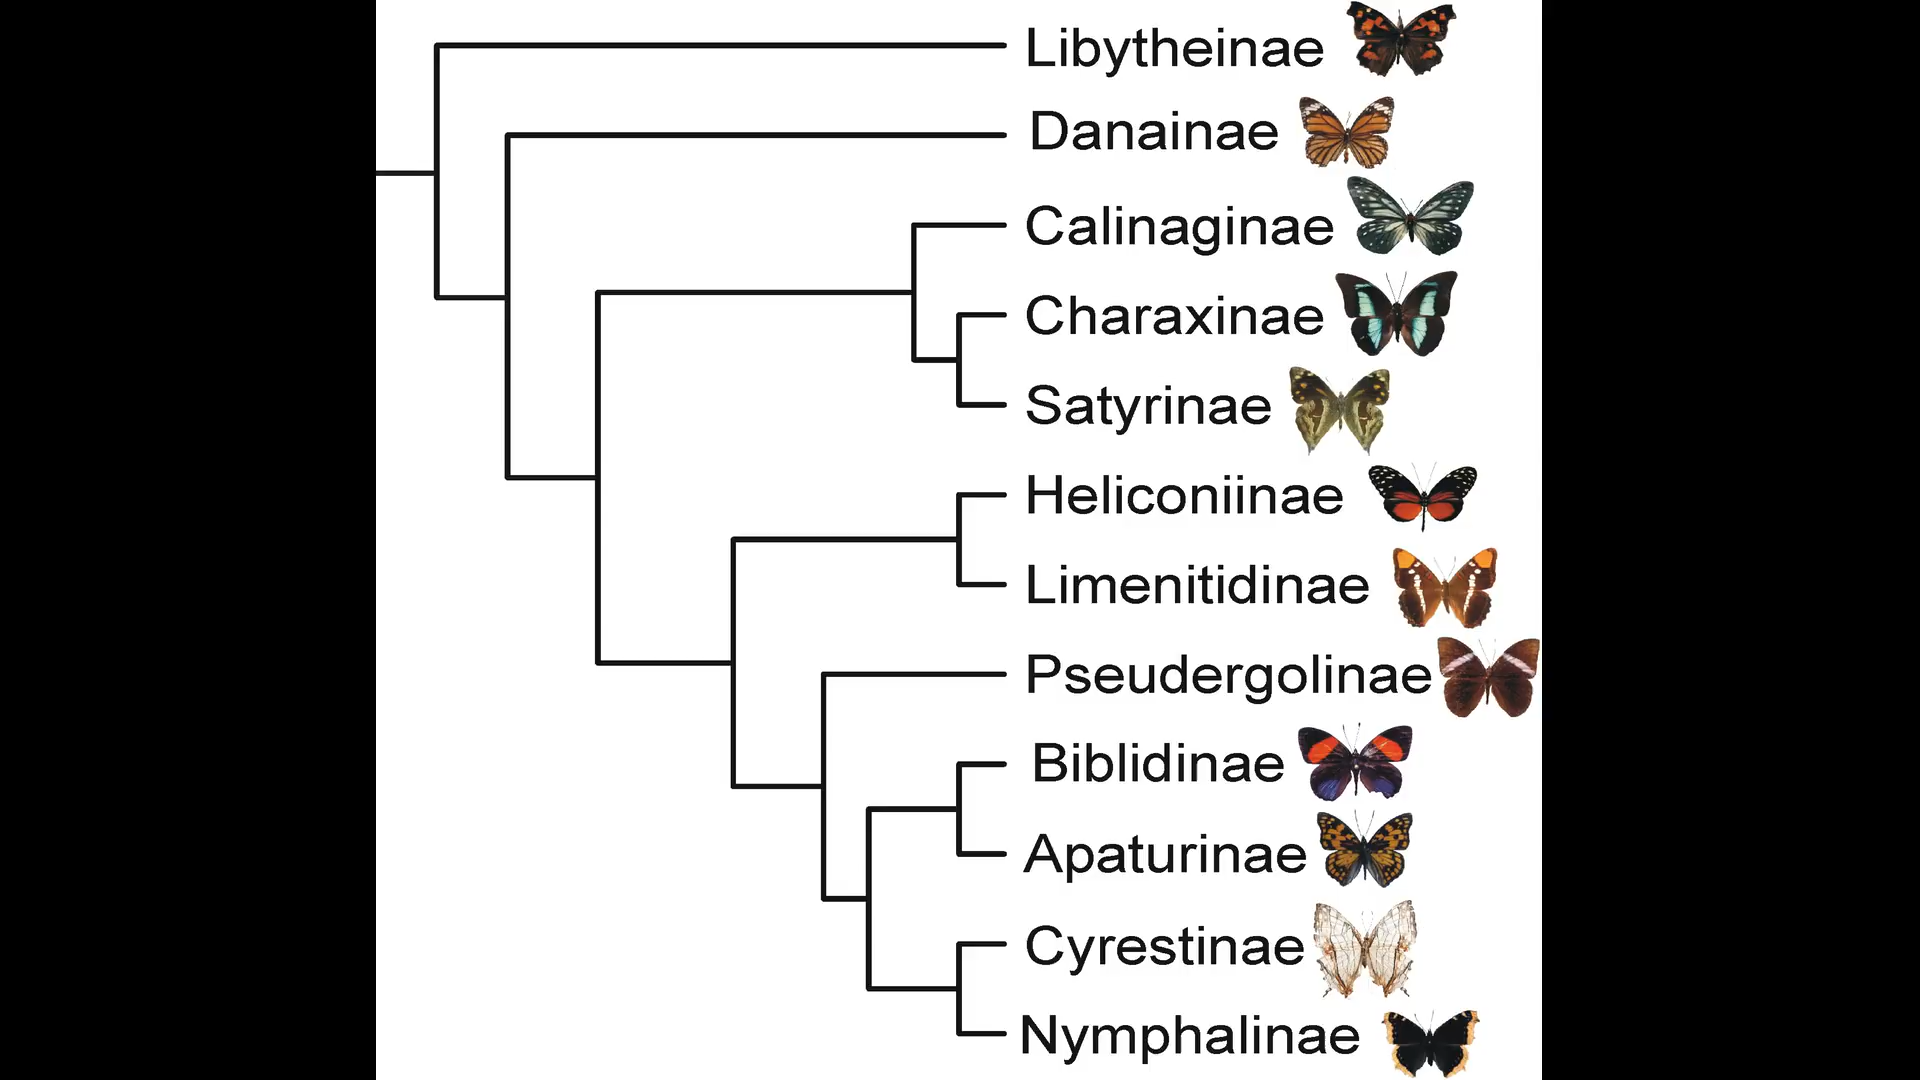 Libytheinae
Danainae
Calinaginae
Charaxinae
Satyrinae
Heliconiinae
Limenitidinae
Pseudergolinae
Biblidinae
Apaturinae
Cyrestinae
Nymphalinae